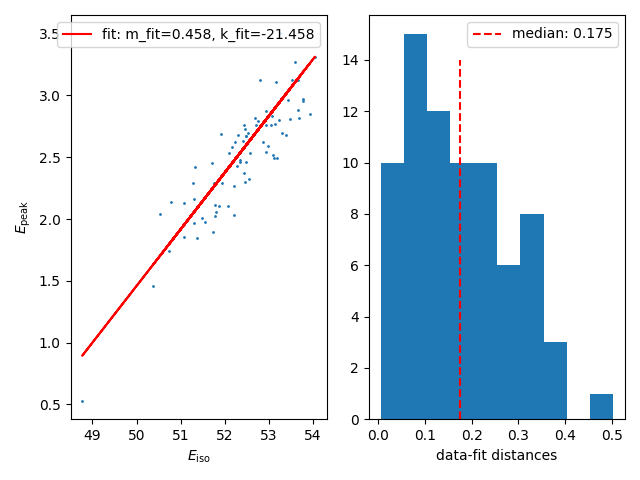 fit: m_fit=0.458, k_fit=-21.458
3.5
3.0
2.5
2.0
1.5
1.0
0.5
E_peak
49 50 51 52 53 54
E_iso
median: 0.175
14
12
10
8
6
4
2
0
0.0 0.1 0.2 0.3 0.4 0.5
data-fit distances